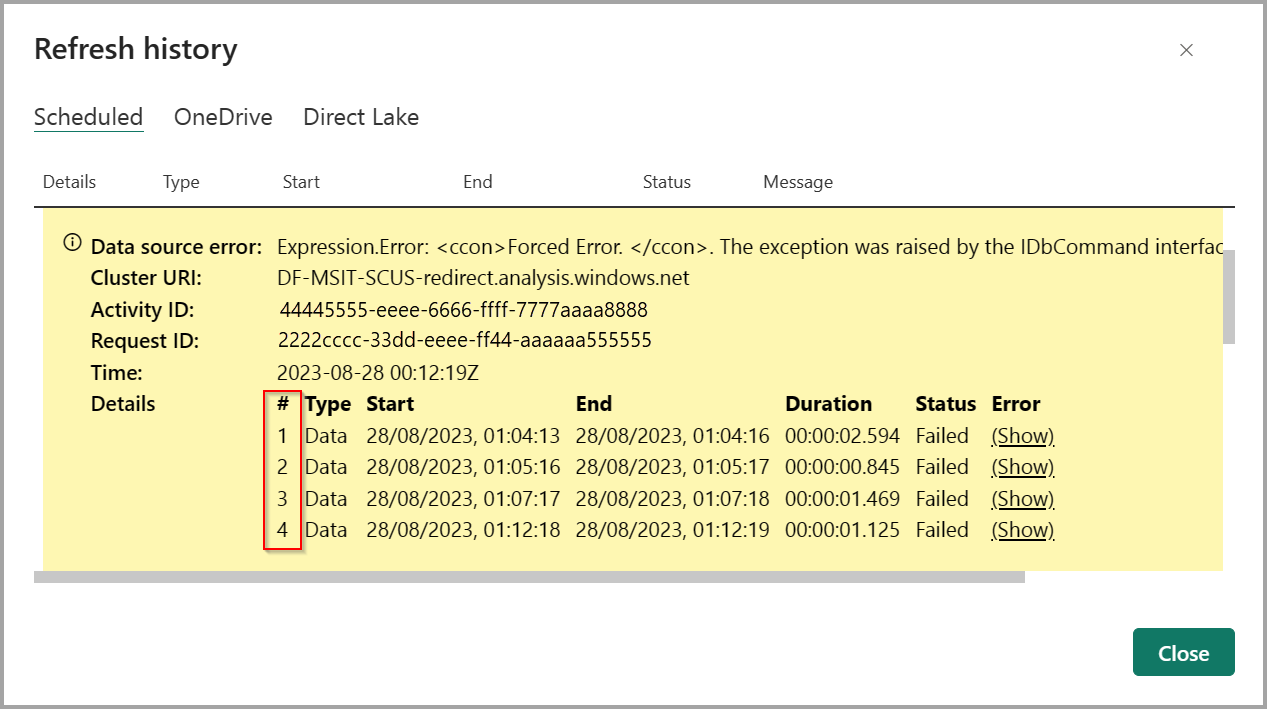 Refresh history
Scheduled OneDrive Direct Lake
Details Type Start End Status Message
Data source error: Expression.Error: <ccon>Forced Error. </ccon>. The exception was raised by the IDbCommand
Cluster URI: DF-MSIT-SCUS-redirect.analysis.windows.net
Activity ID: 44445555-eeee-6666-ffff-7777aaaa8888
Request ID: 2222cccc-33dd-eeee-ff44-aaaaaa555555
Time: 2023-08-28 00:12:19Z
Details # Type Start End Duration Status Error
1 Data 28/08/2023, 01:04:13 28/08/2023, 01:04:16 00:00:02.594 Failed (Show)
2 Data 28/08/2023, 01:05:16 28/08/2023, 01:05:17 00:00:00.845 Failed (Show)
3 Data 28/08/2023, 01:07:17 28/08/2023, 01:07:18 00:00:01.469 Failed (Show)
4 Data 28/08/2023, 01:12:18 28/08/2023, 01:12:19 00:00:01.125 Failed (Show)
Close